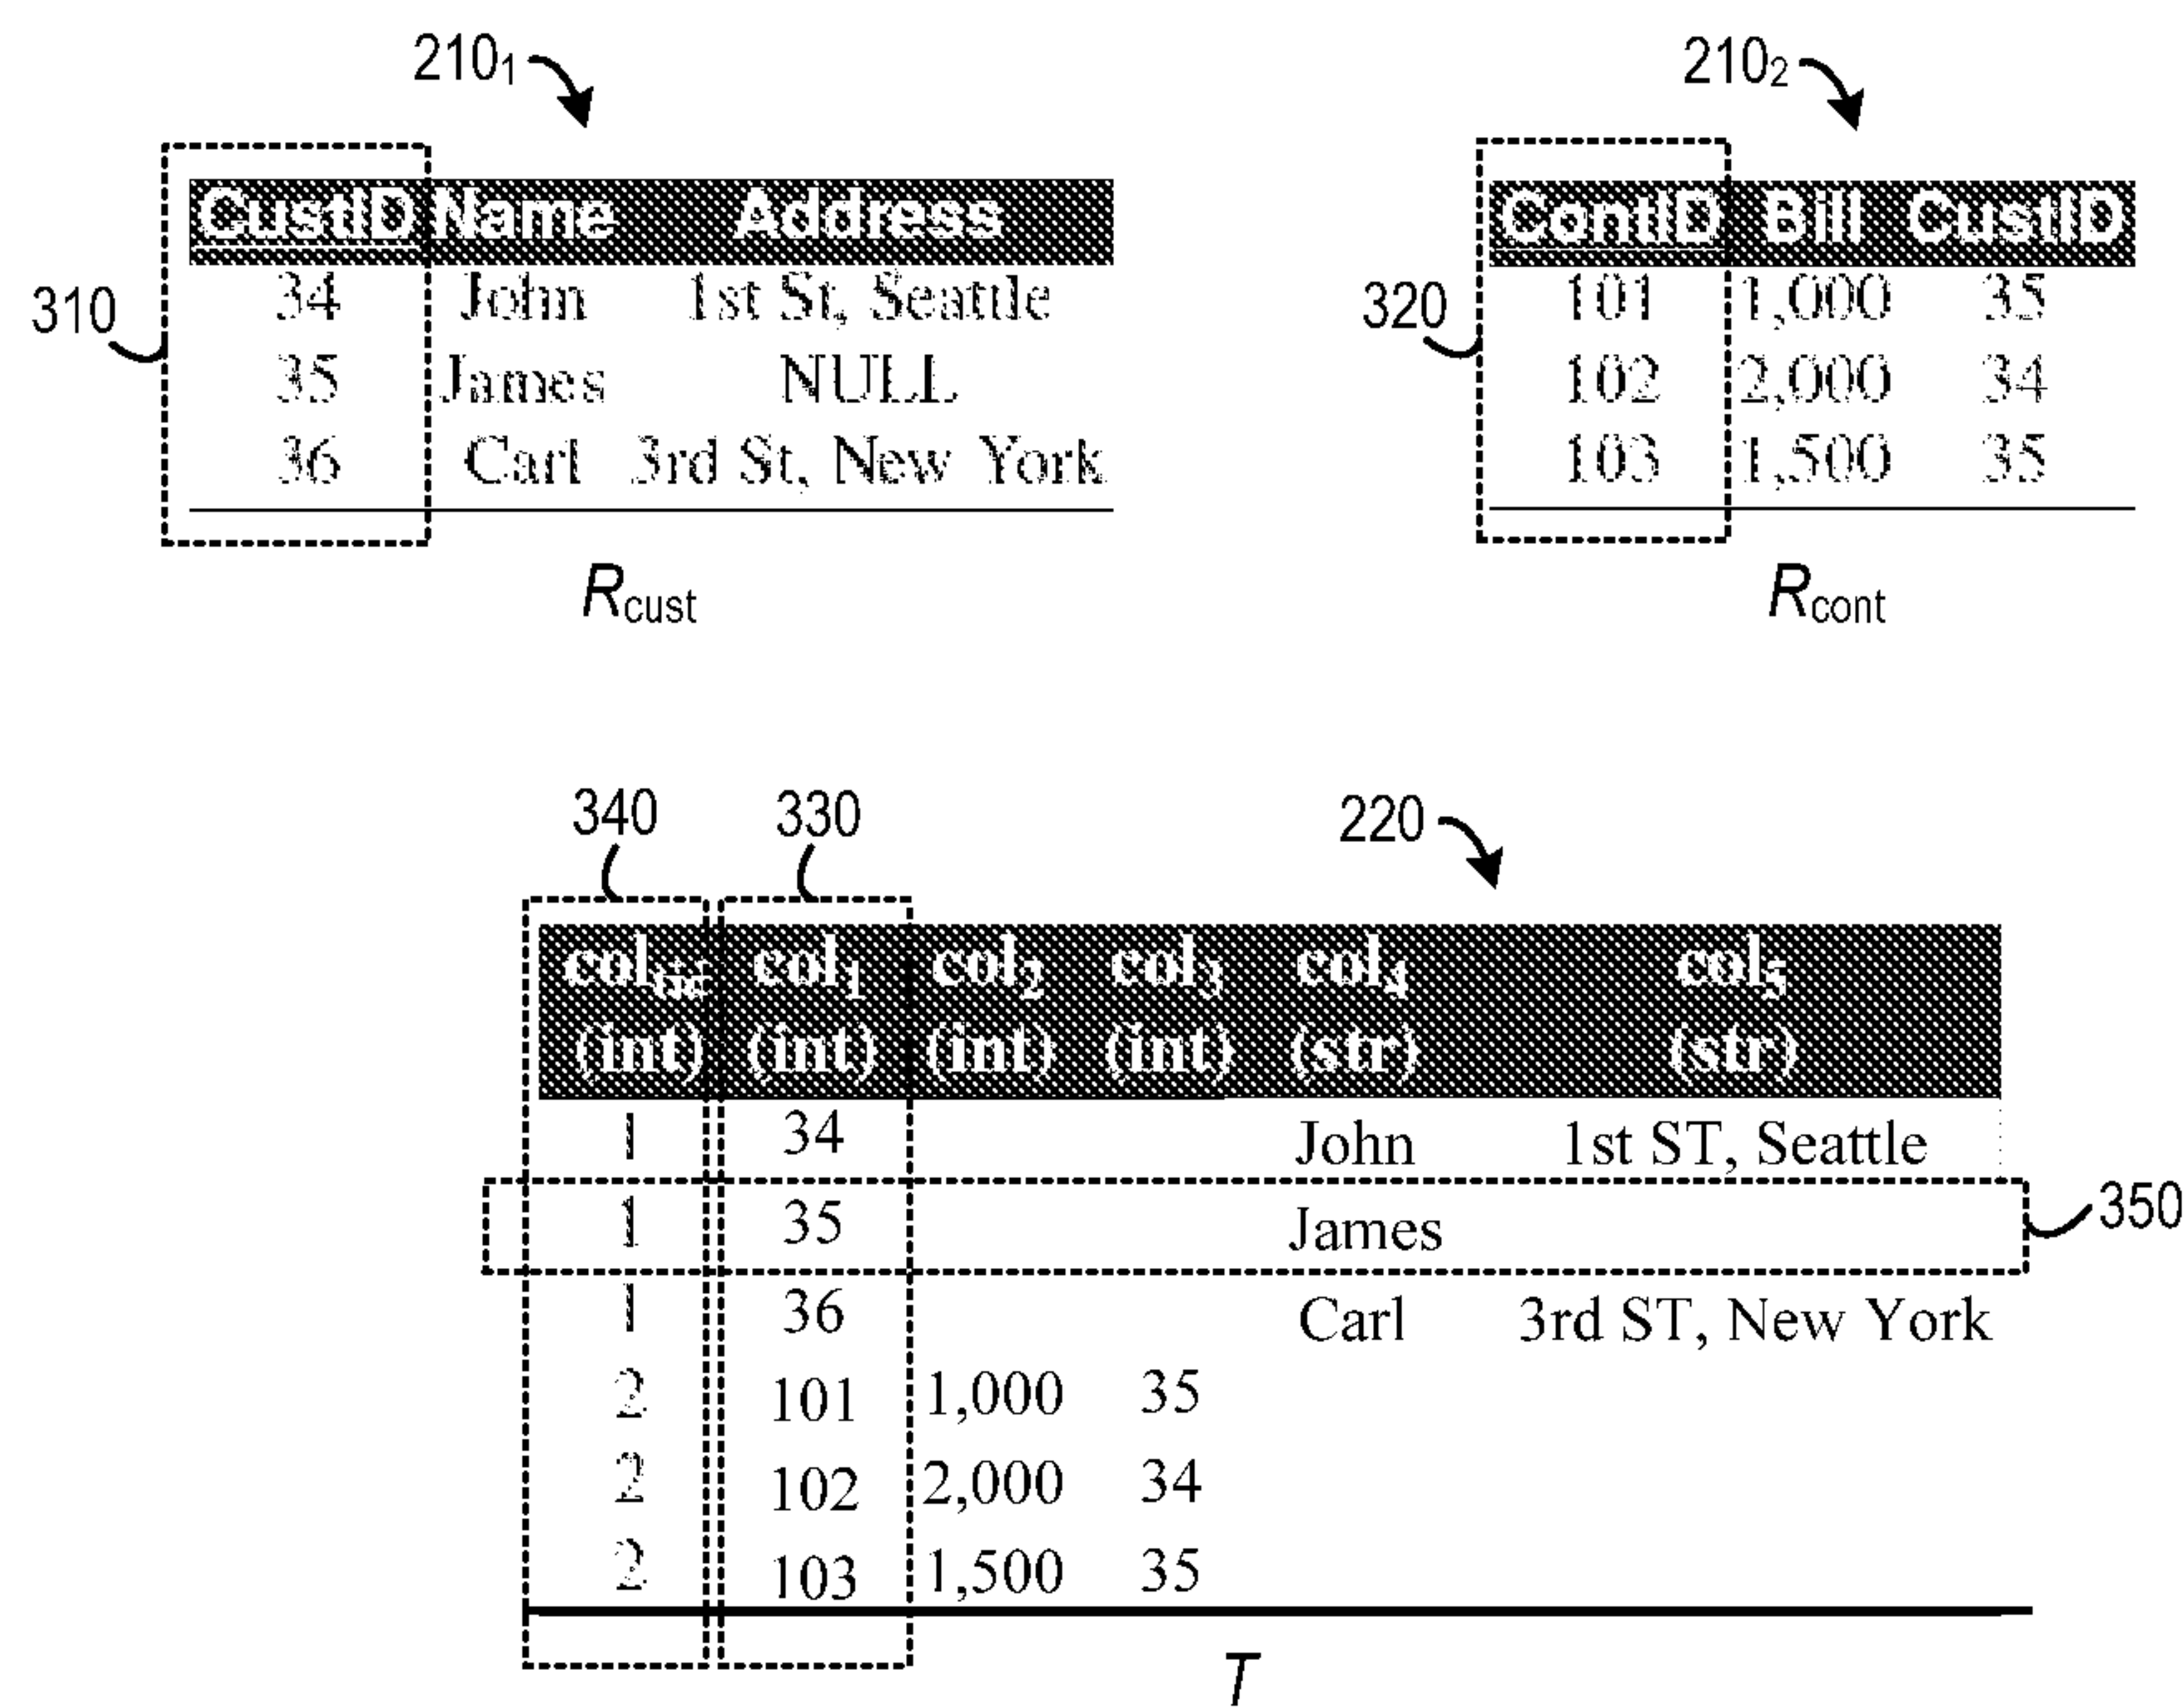 210₁
CustID Name Address
34 John 1st St, Seattle
35 James NULL
36 Carl 3rd St, New York
310
R cust
210₂
ContID Bill CustID
101 1,000 35
102 2,000 34
103 1,500 35
320
R cont
340 330 220
col tid col₁ col₂ col₃ col₄ col₅
(int) (int) (int) (int) (str) (str)
1 34 John 1st ST, Seattle
1 35 James
350
1 36 Carl 3rd ST, New York
2 101 1,000 35
2 102 2,000 34
2 103 1,500 35
T